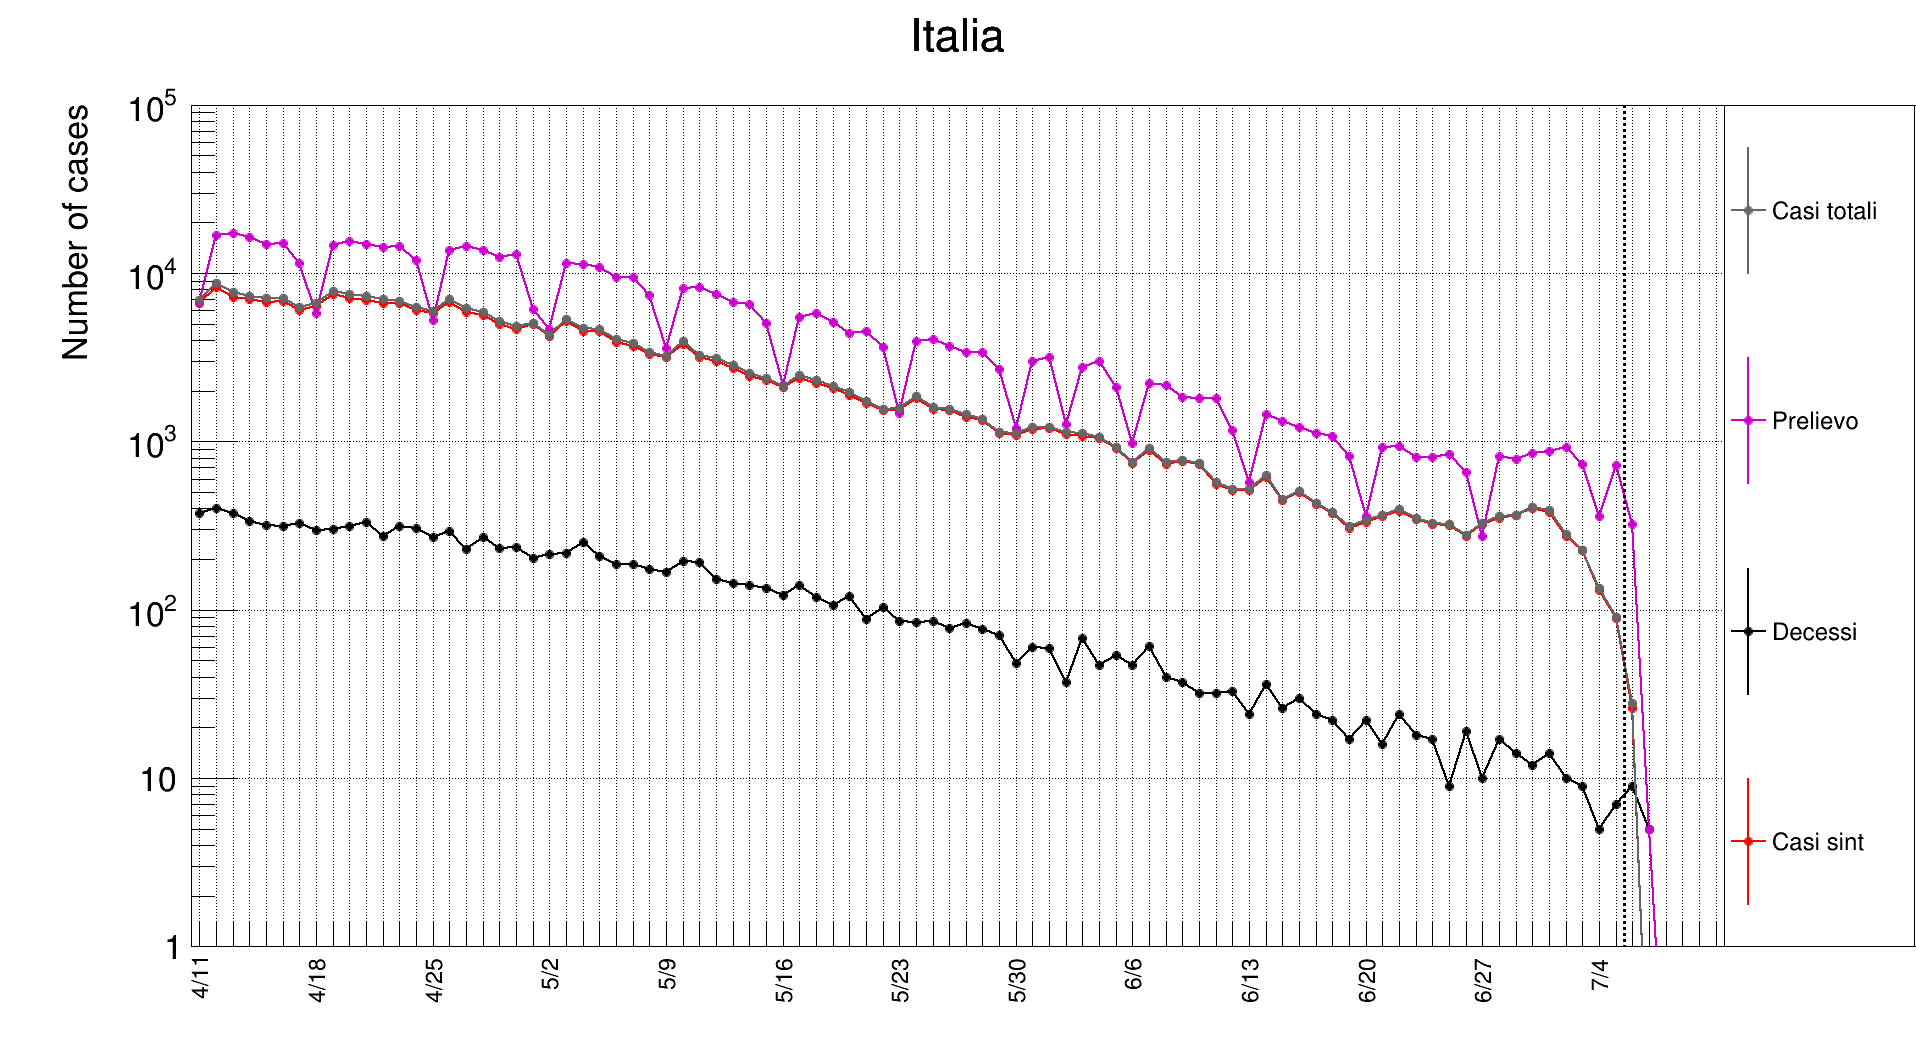 Italia
Number of cases
10^5
10^4
10^3
10^2
10
1
4/11 4/18 4/25 5/2 5/9 5/16 5/23 5/30 6/6 6/13 6/20 6/27 7/4
Casi totali
Prelievo
Decessi
Casi sint